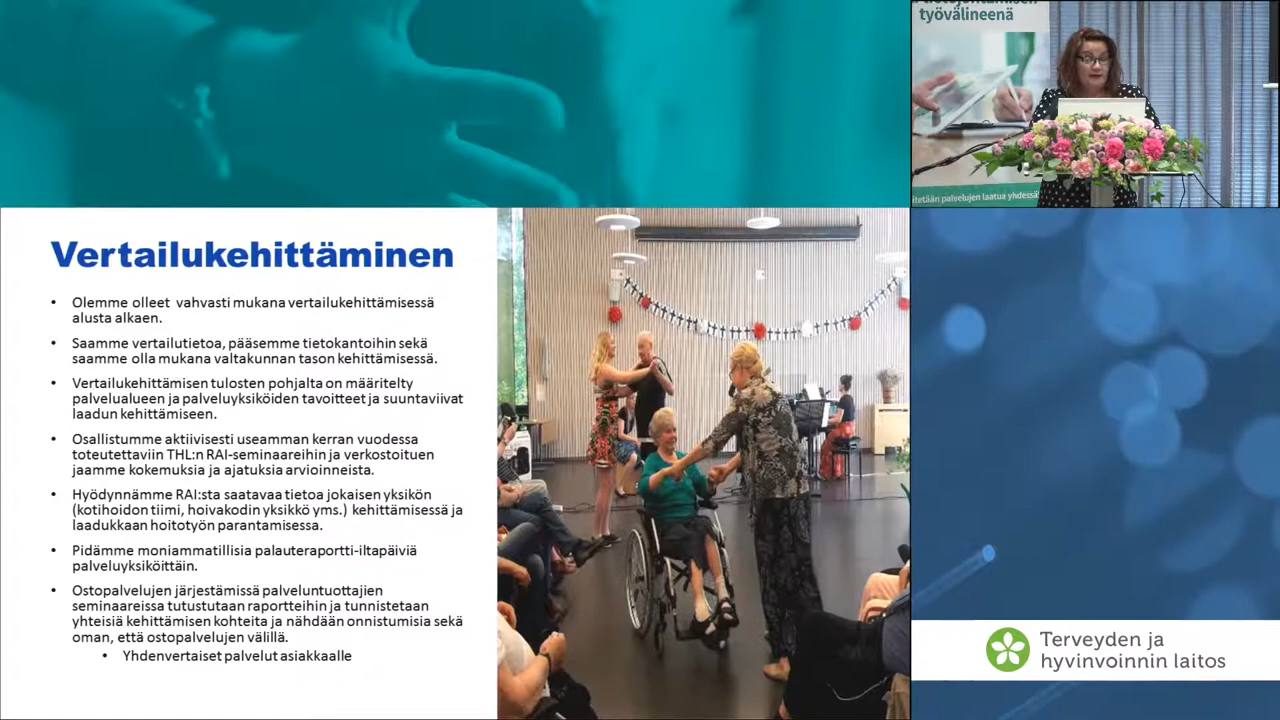 työvälineenä
Vertailukehittäminen
• Olemme olleet vahvasti mukana vertailukehittämisessä
alusta alkaen.
• Saamme vertailutietoa, pääsemme tietokantoihin sekä
saamme olla mukana valtakunnan tason kehittämisessä.
• Vertailukehittämisen tulosten pohjalta on määritelty
palvelualueen ja palveluyksiköiden tavoitteet ja suuntaviivat
laadun kehittämiseen.
• Osallistumme aktiivisesti useamman kerran vuodessa
toteutettaviin THL:n RAI-seminaareihin ja verkostoituen
jaamme kokemuksia ja ajatuksia arvioinneista.
• Hyödynnämme RAI:sta saatavaa tietoa jokaisen yksikön
(kotihoidon tiimi, hoivakodin yksikkö yms.) kehittämisessä ja
laadukkaan hoitotyön parantamisessa.
• Pidämme moniammatillisia palauteraportti-iltapäiviä
palveluyksiköittäin.
• Ostopalvelujen järjestämissä palveluntuottajien
seminaareissa tutustutaan raportteihin ja tunnistetaan
yhteisiä kehittämisen kohteita ja nähdään onnistumisia sekä
oman, että ostopalvelujen välillä.
• Yhdenvertaiset palvelut asiakkaalle
palvelujen laatua
Terveyden ja
hyvinvoinnin laitos